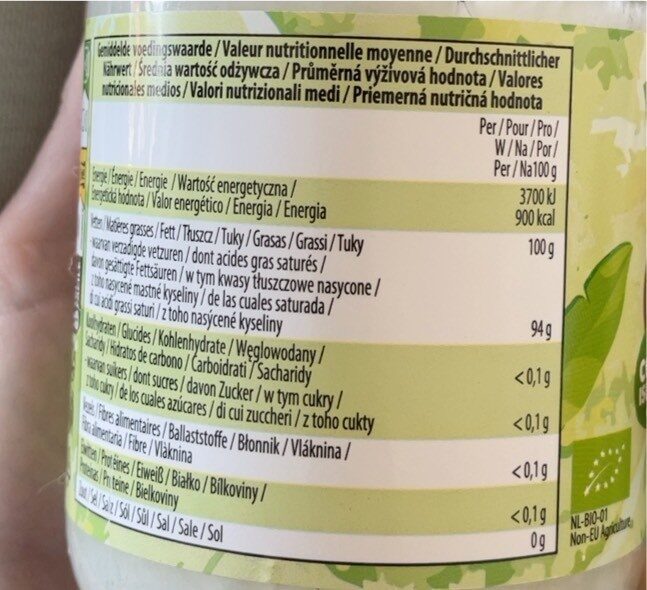 Gemiddelde voedingswaarde / Valeur nutritionnelle moyenne / Durchschnittlicher
Nährwert / Średnia wartość odżywcza / Průměrná výživová hodnota / Valores
nutricionales medios / Valori nutrizionali medi / Priemerná nutričná hodnota
Per / Pour / Pro /
W / Na / Por /
Per / Na 100 g
Energie / Énergie / Energie / Wartość energetyczna /
Energetická hodnota / Valor energético / Energia / Energia
3700 kJ
900 kcal
Vetten / Matières grasses / Fett / Tłuszcz / Tuky / Grasas / Grassi / Tuky
100 g
waarvan verzadigde vetzuren / dont acides gras saturés /
davon gesättigte Fettsäuren / w tym kwasy tłuszczowe nasycone /
z toho nasycené mastné kyseliny / de las cuales saturada /
di cui acidi grassi saturi / z toho nasýcené kyseliny
94 g
Koolhydraten / Glucides / Kohlenhydrate / Węglowodany /
Sacharidy / Hidratos de carbono / Carboidrati / Sacharidy
<0,1 g
waarvan suikers / dont sucres / davon Zucker / w tym cukry /
z toho cukry / de los cuales azúcares / di cui zuccheri / z toho cukty
<0,1 g
Vezels / Fibres alimentaires / Ballaststoffe / Błonnik / Vláknina /
Fibra alimentaria / Fibre / Vláknina
<0,1 g
Eiwitten / Protéines / Eiweiß / Białko / Bílkoviny /
Proteínas / Pro teine / Bielkoviny
<0,1 g
Zout / Sel / Salz / Sól / Sůl / Sal / Sale / Sol
0 g
NL-BIO-01
Non-EU Agriculture